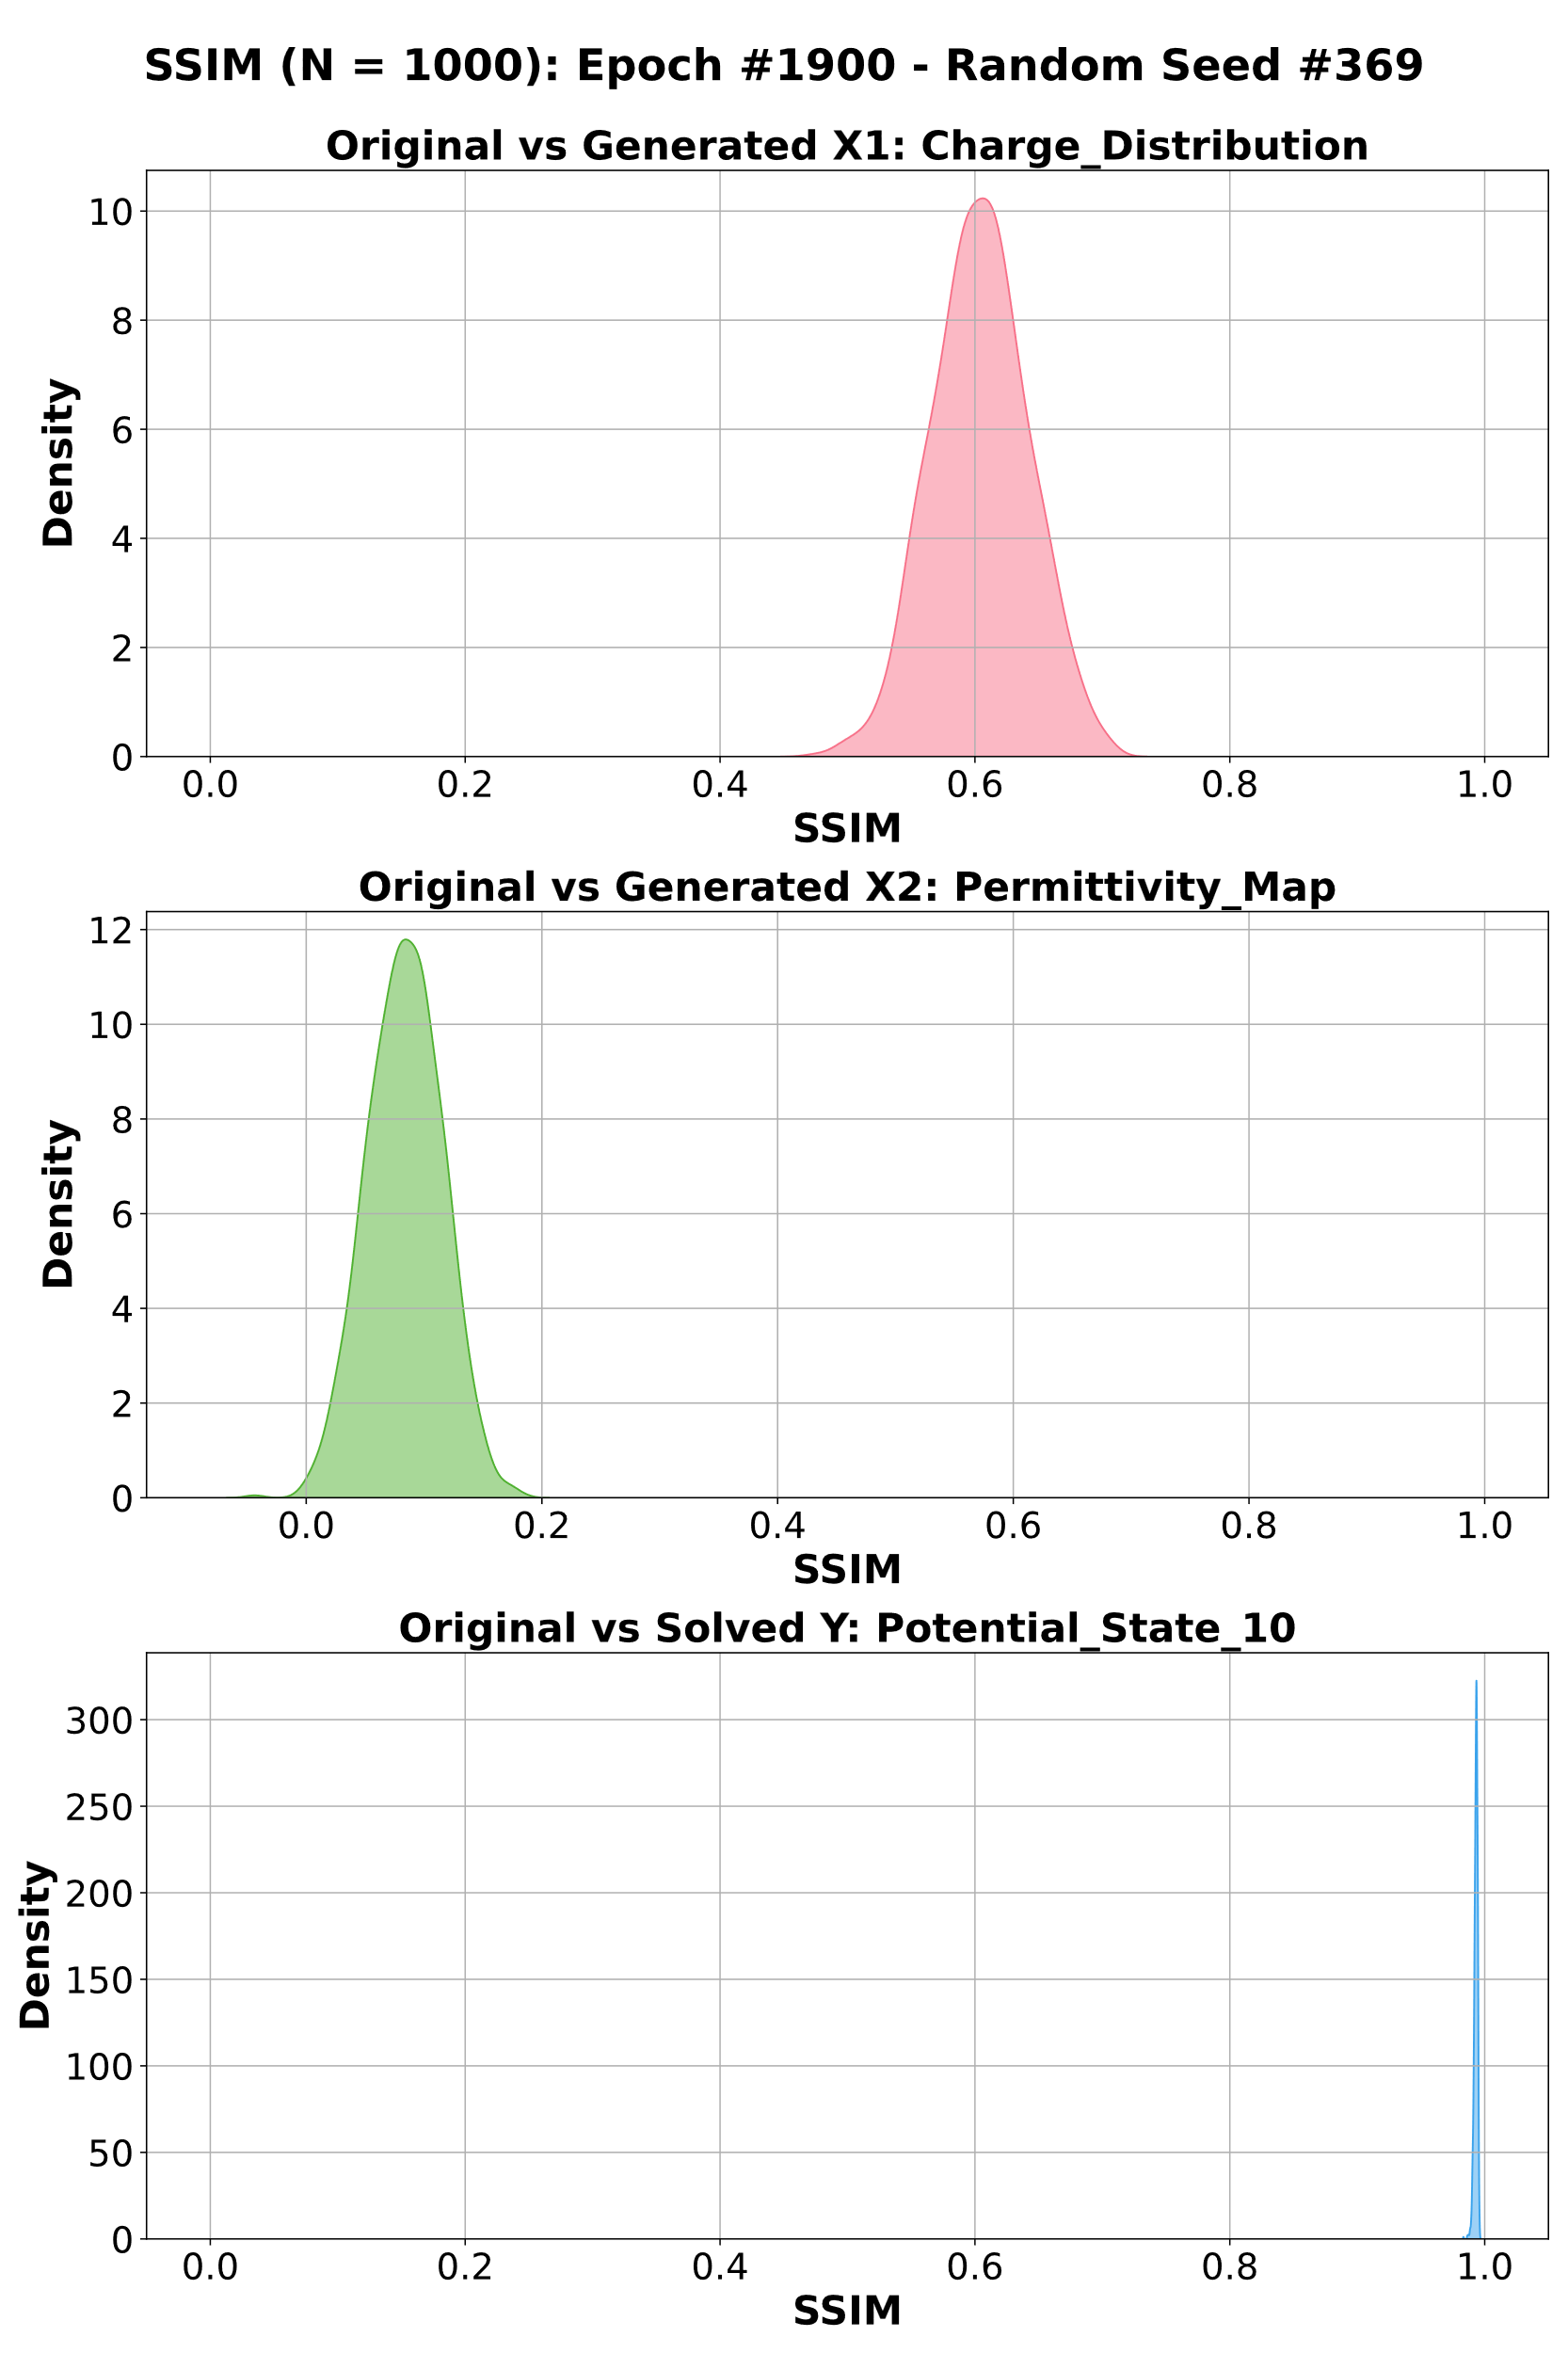 SSIM (N = 1000): Epoch #1900 - Random Seed #369
Original vs Generated X1: Charge_Distribution
10
8
6
4
2
0
Density
0.0 0.2 0.4 0.6 0.8 1.0
SSIM
Original vs Generated X2: Permittivity_Map
12
10
8
6
4
2
0
Density
0.0 0.2 0.4 0.6 0.8 1.0
SSIM
Original vs Solved Y: Potential_State_10
300
250
200
150
100
50
0
Density
0.0 0.2 0.4 0.6 0.8 1.0
SSIM